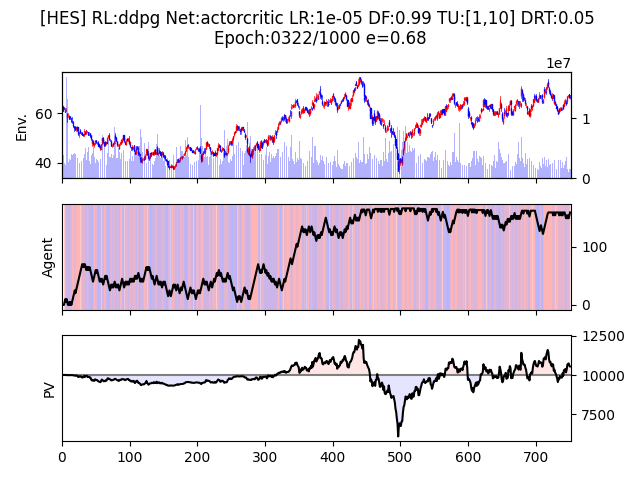 [HES] RL:ddpg Net:actorcritic LR:1e-05 DF:0.99 TU:[1,10] DRT:0.05
Epoch:0322/1000 e=0.68
1e7
Env.
60
40
1
0
Agent
100
0
PV
12500
10000
7500
0 100 200 300 400 500 600 700